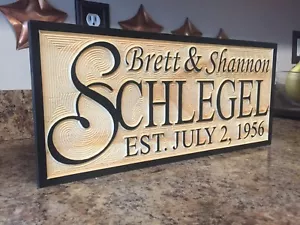 Brett & Shannon
SCHLEGEL
EST. JULY 2, 1956